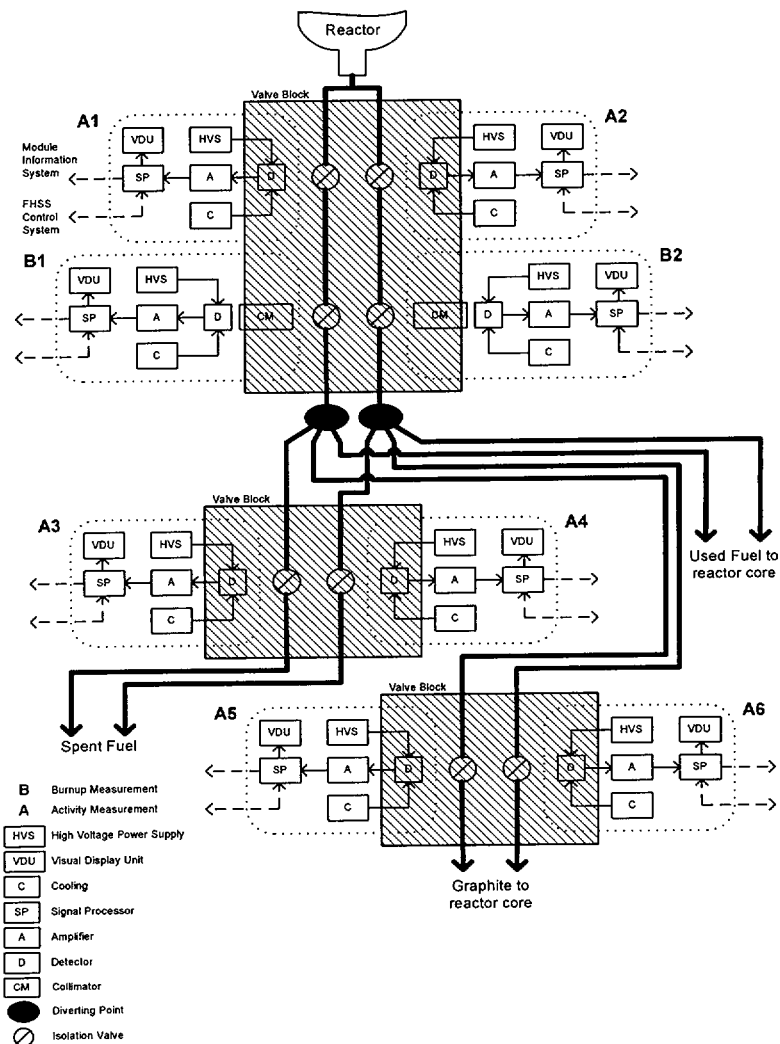 Reactor
Valve Block
A1
A2
VDU
HVS
HVS
VDU
Module
Information
System
SP
A
D
D
A
SP
FHSS
Control
System
C
C
B1
B2
VDU
HVS
HVS
VDU
SP
A
D
CM
CM
D
A
SP
C
C
Valve Block
A3
A4
VDU
HVS
HVS
VDU
Used Fuel to
reactor core
SP
A
D
D
A
SP
C
C
Valve Block
A5
A6
Spent Fuel
VDU
HVS
HVS
VDU
SP
A
D
D
A
SP
C
C
Graphite to
reactor core
B Burnup Measurement
A Activity Measurement
HVS High Voltage Power Supply
VDU Visual Display Unit
C Cooling
SP Signal Processor
A Amplifier
D Detector
CM Collimator
Diverting Point
Isolation Valve